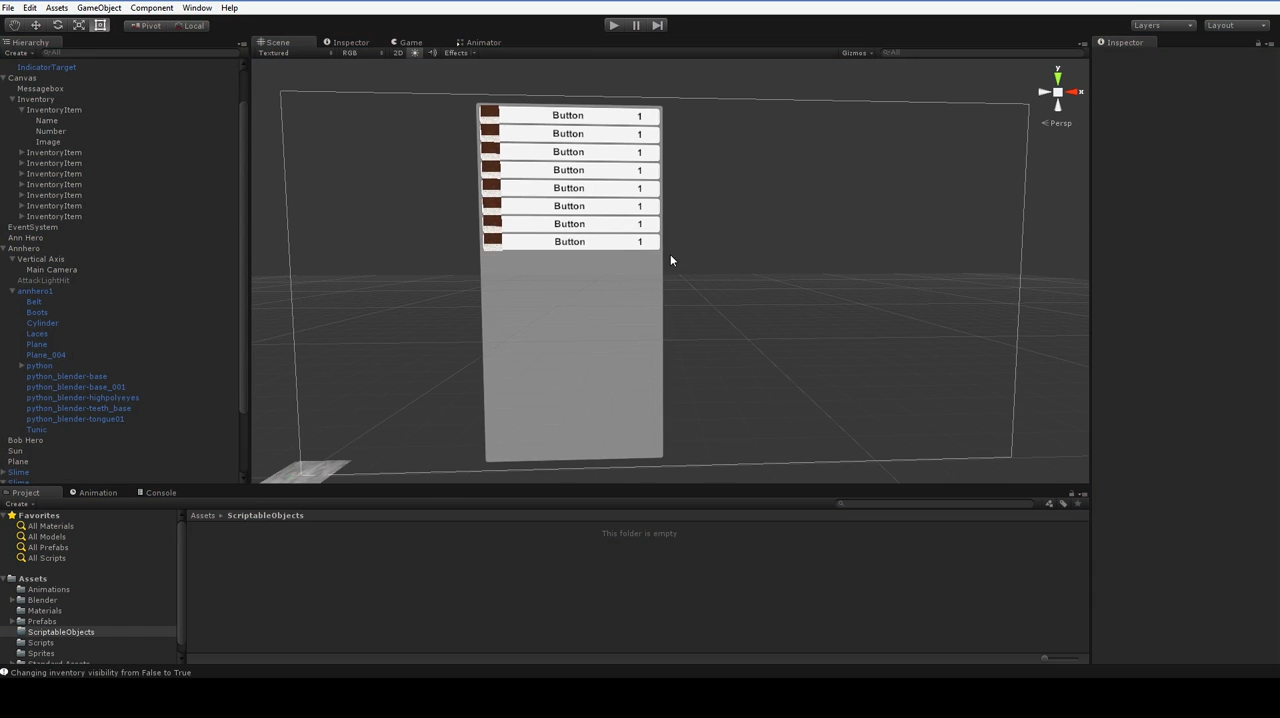 File Edit Assets GameObject Component Window Help
Pivot Local Layers Layout
Hierarchy Scene Inspector Game Animator Inspector
Create All Textured RGB 2D Effects Gizmos All
IndicatorTarget
Canvas
Messagebox
Inventory
InventoryItem
Name
Number
Image
InventoryItem
InventoryItem
InventoryItem
InventoryItem
InventoryItem
InventoryItem
InventoryItem
EventSystem
Ann Hero
Annhero
Vertical Axis
Main Camera
AttackLightHit
annhero1
Belt
Boots
Cylinder
Laces
Plane
Plane_004
python
python_blender-base
python_blender-base_001
python_blender-highpolyeyes
python_blender-teeth_base
python_blender-tongue01
Tunic
Bob Hero
Sun
Plane
Slime
Slime
Button 1
Button 1
Button 1
Button 1
Button 1
Button 1
Button 1
Button 1
y
x
Persp
Project Animation Console
Create
Favorites
All Materials
All Models
All Prefabs
All Scripts
Assets
Animations
Blender
Materials
Prefabs
ScriptableObjects
Scripts
Sprites
Standard Assets
Assets ScriptableObjects
This folder is empty
Changing inventory visibility from False to True